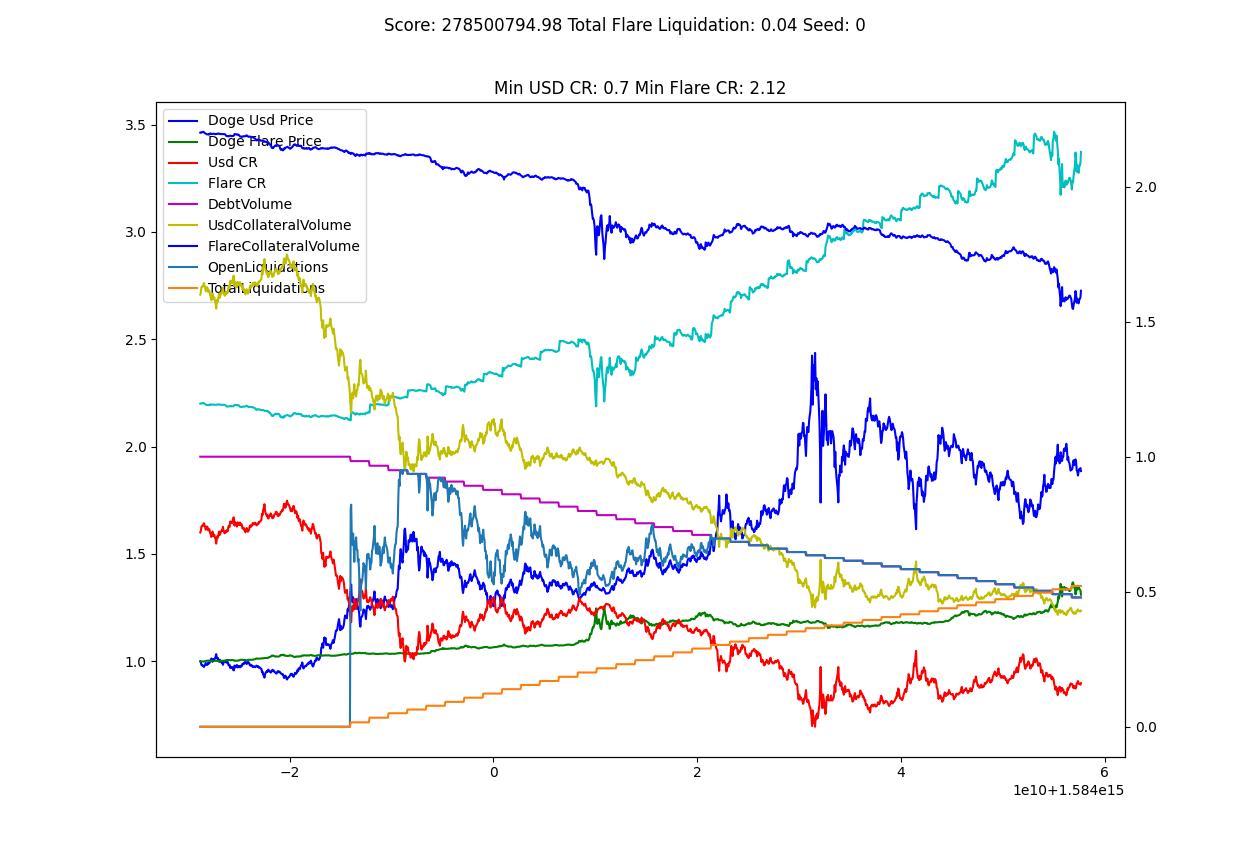 Score: 278500794.98 Total Flare Liquidation: 0.04 Seed: 0
Min USD CR: 0.7 Min Flare CR: 2.12
Doge Usd Price
Doge Flare Price
Usd CR
Flare CR
DebtVolume
UsdCollateralVolume
FlareCollateralVolume
OpenLiquidations
TotalLiquidations
3.5
3.0
2.5
2.0
1.5
1.0
2.0
1.5
1.0
0.5
0.0
−2
0
2
4
6
1e10+1.584e15